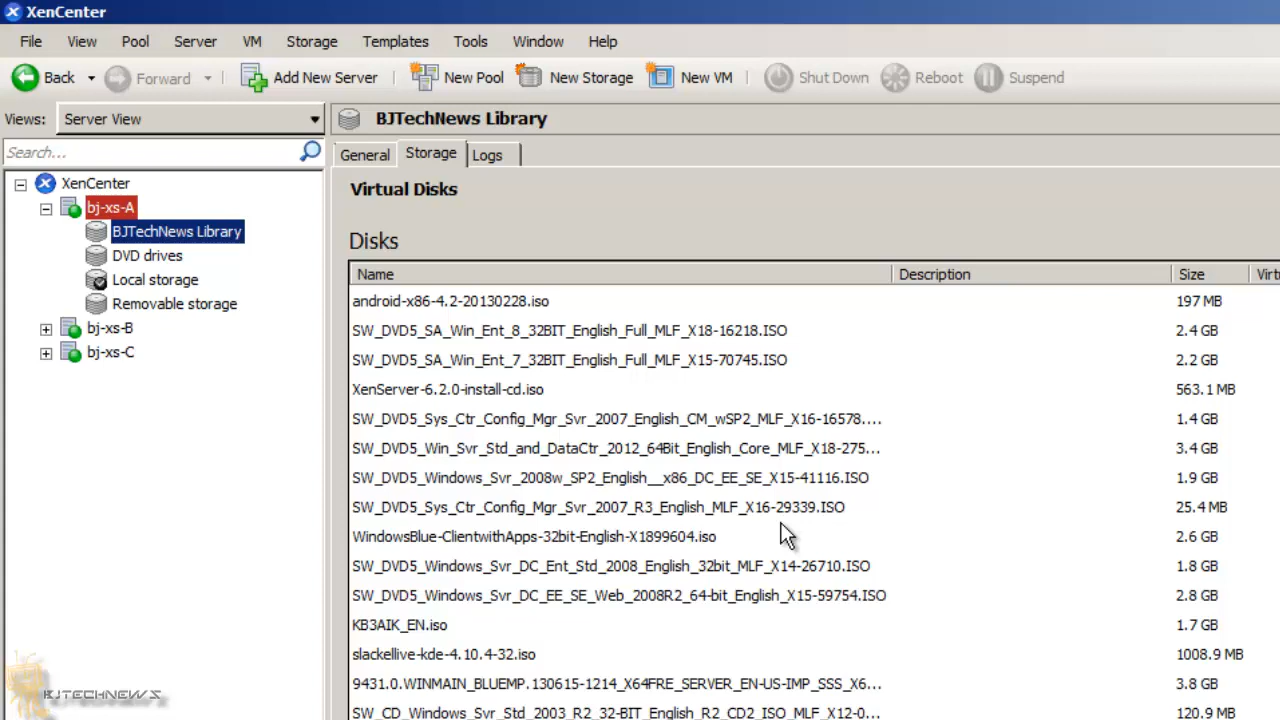 XenCenter
File View Pool Server VM Storage Templates Tools Window Help
Back Forward Add New Server New Pool New Storage New VM Shut Down Reboot Suspend
Views: Server View
BJTechNews Library
Search...
General Storage Logs
XenCenter
bj-xs-A
BJTechNews Library
DVD drives
Local storage
Removable storage
bj-xs-B
bj-xs-C
Virtual Disks
Disks
Name Description Size Virt
android-x86-4.2-20130228.iso 197 MB
SW_DVD5_SA_Win_Ent_8_32BIT_English_Full_MLF_X18-16218.ISO 2.4 GB
SW_DVD5_SA_Win_Ent_7_32BIT_English_Full_MLF_X15-70745.ISO 2.2 GB
XenServer-6.2.0-install-cd.iso 563.1 MB
SW_DVD5_Sys_Ctr_Config_Mgr_Svr_2007_English_CM_wSP2_MLF_X16-16578.... 1.4 GB
SW_DVD5_Win_Svr_Std_and_DataCtr_2012_64Bit_English_Core_MLF_X18-275... 3.4 GB
SW_DVD5_Windows_Svr_2008w_SP2_English__x86_DC_EE_SE_X15-41116.ISO 1.9 GB
SW_DVD5_Sys_Ctr_Config_Mgr_Svr_2007_R3_English_MLF_X16-29339.ISO 25.4 MB
WindowsBlue-ClientwithApps-32bit-English-X1899604.iso 2.6 GB
SW_DVD5_Windows_Svr_DC_Ent_Std_2008_English_32bit_MLF_X14-26710.ISO 1.8 GB
SW_DVD5_Windows_Svr_DC_EE_SE_Web_2008R2_64-bit_English_X15-59754.ISO 2.8 GB
KB3AIK_EN.iso 1.7 GB
slackellive-kde-4.10.4-32.iso 1008.9 MB
9431.0.WINMAIN_BLUEMP.130615-1214_X64FRE_SERVER_EN-US-IMP_SSS_X6... 3.8 GB
SW_CD_Windows_Svr_Std_2003_R2_32-BIT_English_R2_CD2_ISO_MLF_X12-0... 120.9 MB
BJTECHNEWS